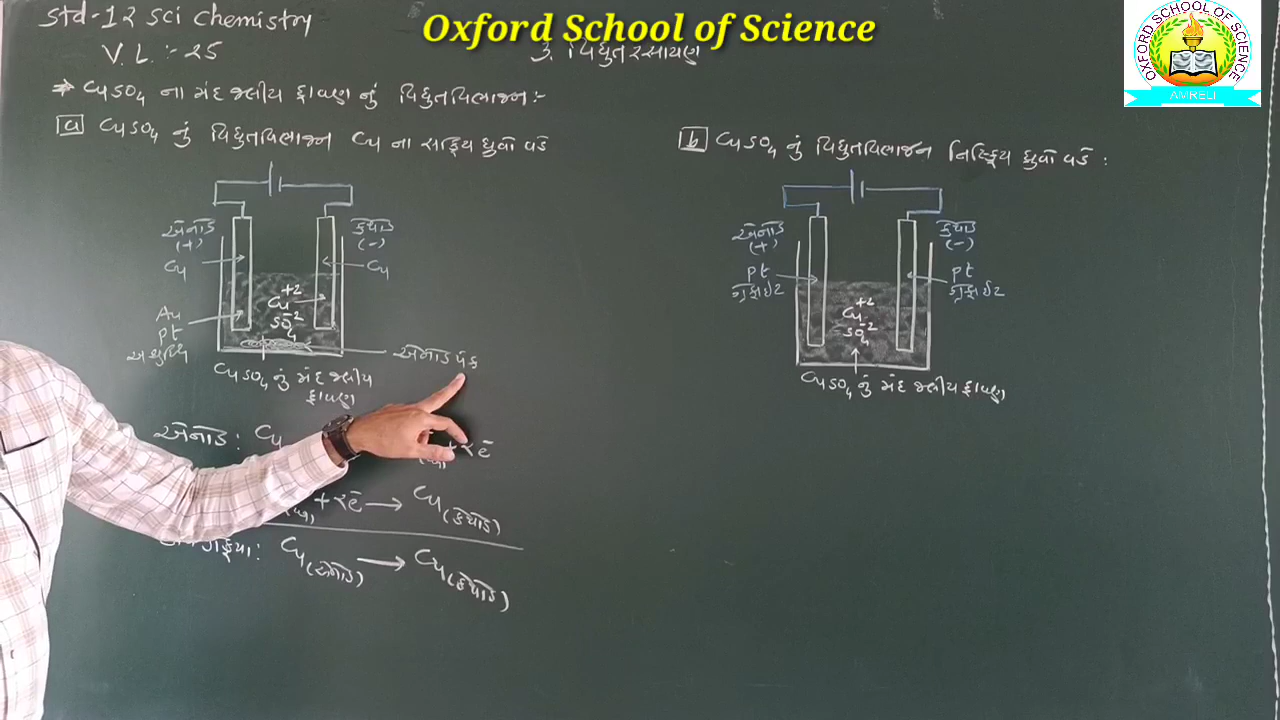 Oxford School of Science
OXFORD SCHOOL OF SCIENCE
AMRELI
Std-12 Sci Chemistry
V. L. :- 25
3. વિદ્યુતરસાયણ
⇒ CuSO4 ના મંદ જલીય દ્રાવણ નું વિદ્યુતવિભાજન :-
a CuSO4 નું વિદ્યુતવિભાજન Cu ના સક્રિય ધ્રુવો વડે
એનોડ (+)
કેથોડ (-)
Cu
Cu
Cu+2
SO4-2
Au
pt
અશુદ્ધિ
એનોડ પંક
CuSO4 નું મંદ જલીય દ્રાવણ
એનોડ : Cu + 2e-
+ 2e- → Cu(કેથોડ)
Cu(એનોડ) → Cu(કેથોડ)
b CuSO4 નું વિદ્યુતવિભાજન નિષ્ક્રિય ધ્રુવો વડે :
એનોડ (+)
કેથોડ (-)
pt
ગ્રેફાઇટ
pt
ગ્રેફાઇટ
Cu+2
SO4-2
CuSO4 નું મંદ જલીય દ્રાવણ